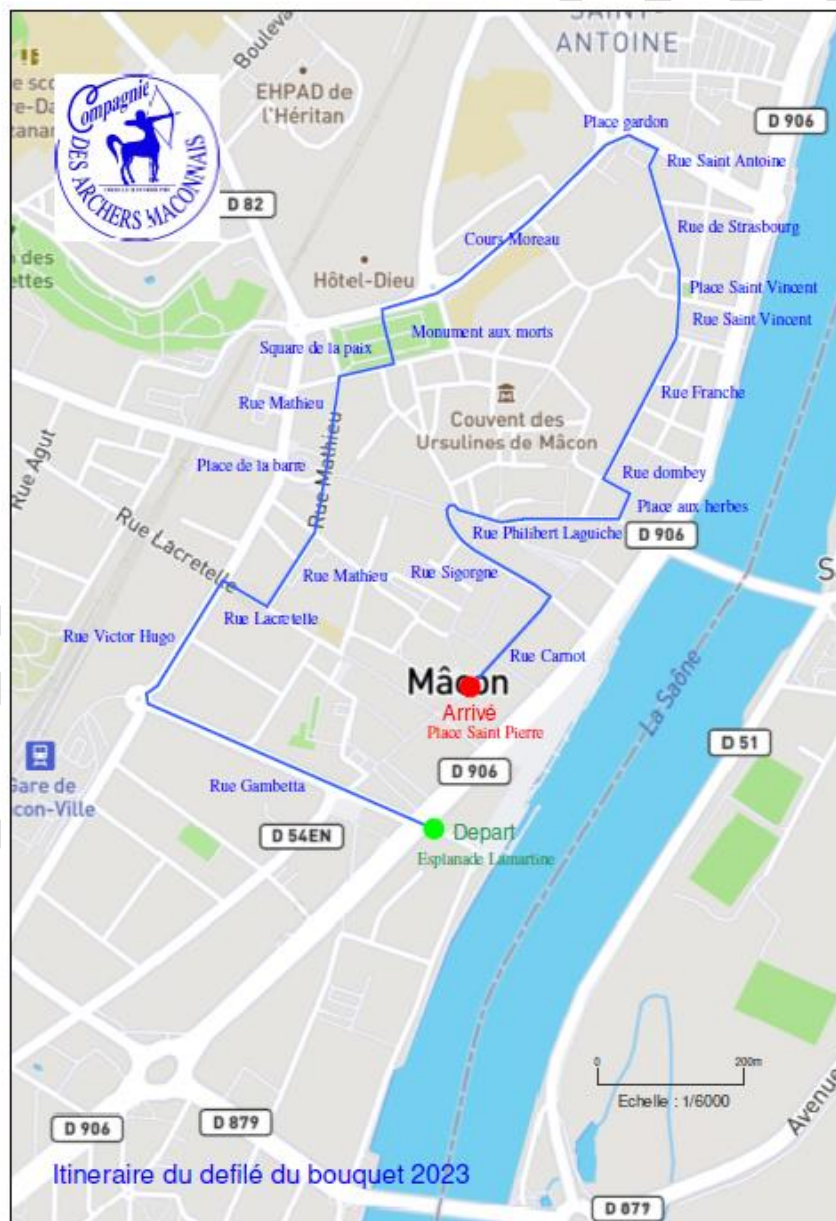 SAINT-
ANTOINE
Bouleva
EHPAD de
l'Héritan
Compagnie
DES ARCHERS MACONNAIS
D 82
D 906
Place gardon
Rue Saint Antoine
Rue de Strasbourg
Cours Moreau
Hôtel-Dieu
Place Saint Vincent
Rue Saint Vincent
Monument aux morts
Square de la paix
Rue Mathieu
Rue Franche
Couvent des
Ursulines de Mâcon
Rue Agut
Place de la barre
Rue Mathieu
Rue dombey
Place aux herbes
Rue Lacretelle
Rue Philibert Laguiche
D 906
Rue Mathieu
Rue Sigorgne
Rue Lacretelle
Rue Victor Hugo
Rue Carnot
Mâcon
Arrivé
Place Saint Pierre
La Saône
D 51
Gare de
con-Ville
Rue Gambetta
D 906
D 54EN
Depart
Esplanade Lamartine
0 200m
Echelle : 1/6000
Avenue
D 906
D 879
Itineraire du defilé du bouquet 2023